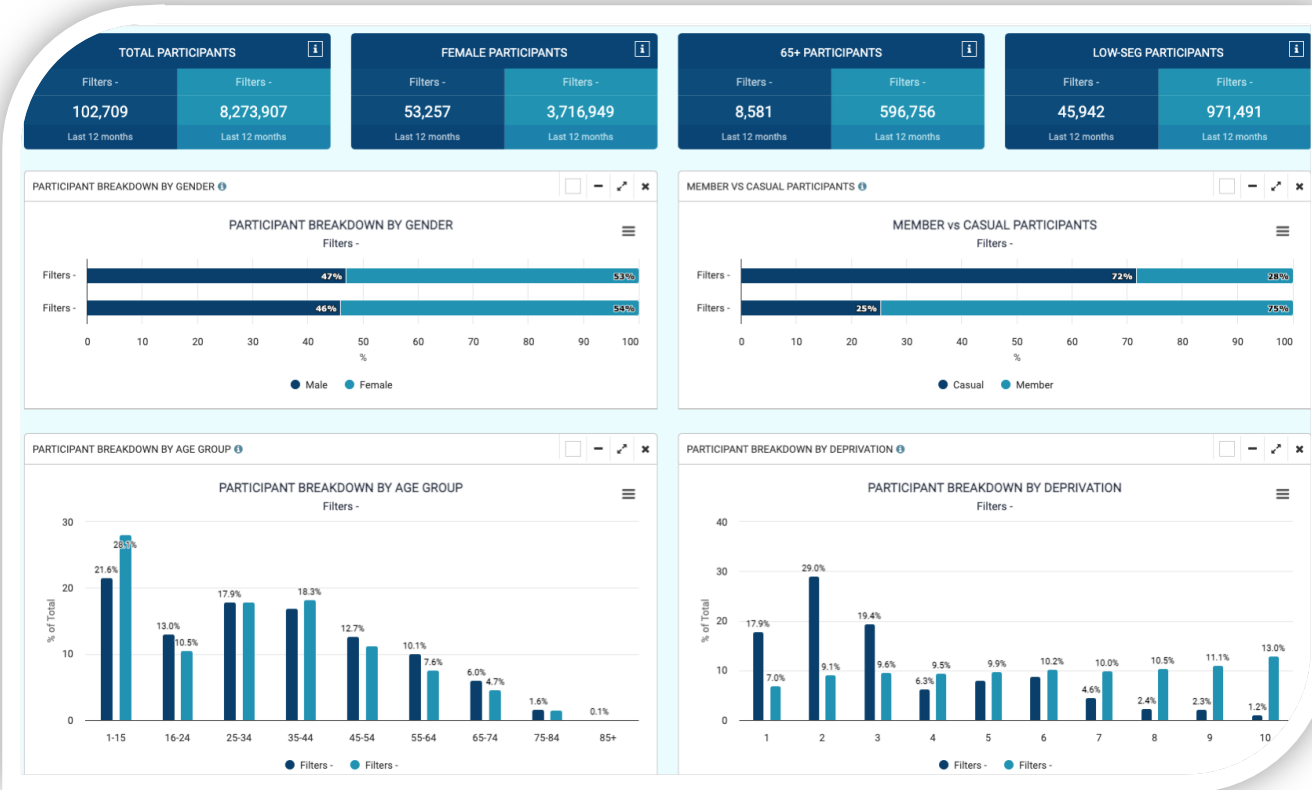 TOTAL PARTICIPANTS
Filters - Filters -
102,709 8,273,907
Last 12 months Last 12 months
FEMALE PARTICIPANTS
Filters - Filters -
53,257 3,716,949
Last 12 months Last 12 months
65+ PARTICIPANTS
Filters - Filters -
8,581 596,756
Last 12 months Last 12 months
LOW-SEG PARTICIPANTS
Filters - Filters -
45,942 971,491
Last 12 months Last 12 months
PARTICIPANT BREAKDOWN BY GENDER
PARTICIPANT BREAKDOWN BY GENDER
Filters -
Filters - 47% 53%
Filters - 46% 54%
0 10 20 30 40 50 60 70 80 90 100
%
Male Female
MEMBER VS CASUAL PARTICIPANTS
MEMBER vs CASUAL PARTICIPANTS
Filters -
Filters - 72% 28%
Filters - 25% 75%
0 10 20 30 40 50 60 70 80 90 100
%
Casual Member
PARTICIPANT BREAKDOWN BY AGE GROUP
PARTICIPANT BREAKDOWN BY AGE GROUP
Filters -
% of Total
30
20
10
0
21.6% 28.1% 13.0% 10.5% 17.9% 18.3% 12.7% 10.1% 7.6% 6.0% 4.7% 1.6% 0.1%
1-15 16-24 25-34 35-44 45-54 55-64 65-74 75-84 85+
Filters - Filters -
PARTICIPANT BREAKDOWN BY DEPRIVATION
PARTICIPANT BREAKDOWN BY DEPRIVATION
Filters -
% of Total
40
30
20
10
0
17.9% 7.0% 29.0% 9.1% 19.4% 9.6% 6.3% 9.5% 9.9% 10.2% 4.6% 10.0% 2.4% 10.5% 2.3% 11.1% 1.2% 13.0%
1 2 3 4 5 6 7 8 9 10
Filters - Filters -